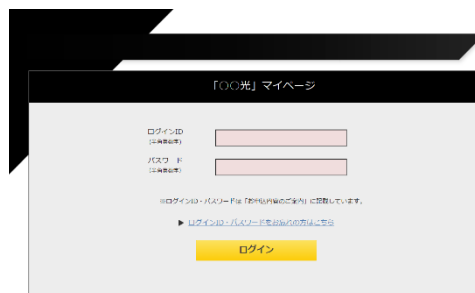 「〇〇光」マイページ
ログインID
(半角英数字)
パスワード
(半角英数字)
※ログインID・パスワードは「お申込内容のご案内」に記載しています。
▶ ログインID・パスワードをお忘れの方はこちら
ログイン